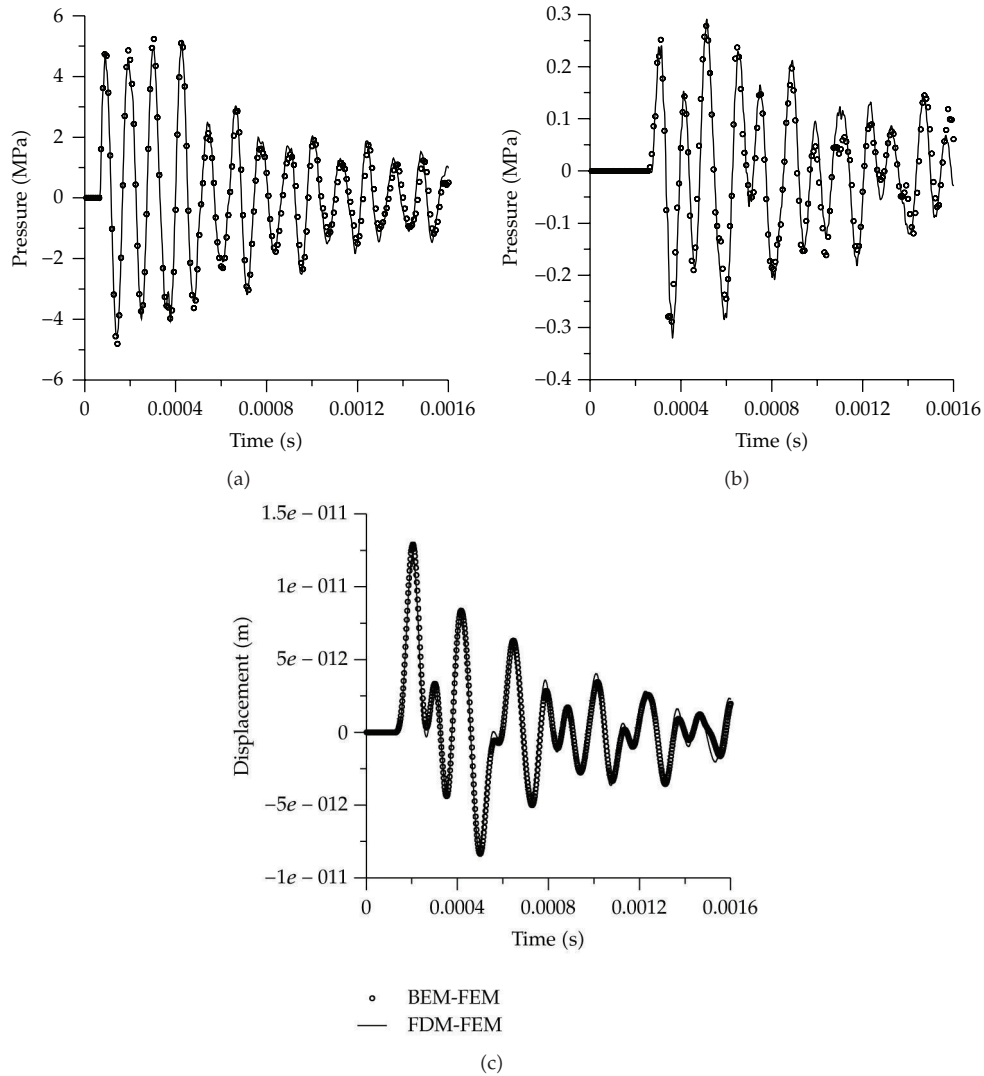 6
4
2
0
−2
−4
−6
Pressure (MPa)
0 0.0004 0.0008 0.0012 0.0016
Time (s)
(a)
0.3
0.2
0.1
0
−0.1
−0.2
−0.3
−0.4
Pressure (MPa)
0 0.0004 0.0008 0.0012 0.0016
Time (s)
(b)
1.5e − 011
1e − 011
5e − 012
0
−5e − 012
−1e − 011
Displacement (m)
0 0.0004 0.0008 0.0012 0.0016
Time (s)
BEM-FEM
FDM-FEM
(c)